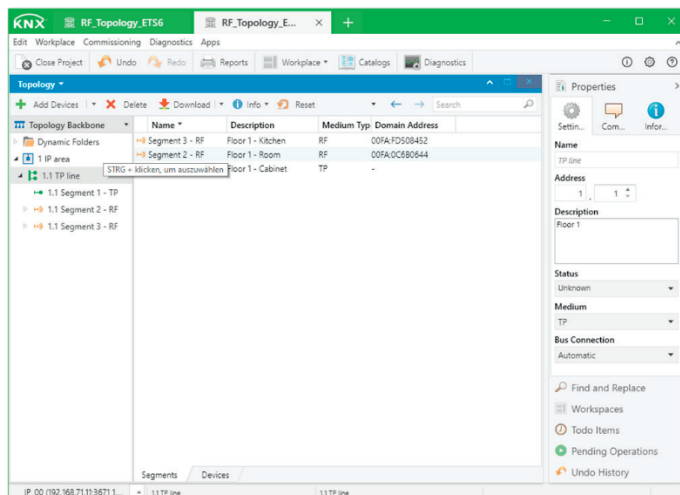 KNX RF_Topology_ETS6 RF_Topology_E... × +
Edit Workplace Commissioning Diagnostics Apps
Close Project Undo Redo Reports Workplace Catalogs Diagnostics
Topology
Add Devices Delete Download Info Reset Search
Topology Backbone
Dynamic Folders
1 IP area
1.1 TP line
1.1 Segment 1 - TP
1.1 Segment 2 - RF
1.1 Segment 3 - RF
Name Description Medium Typ Domain Address
Segment 3 - RF Floor 1 - Kitchen RF 00FA:FD508452
Segment 2 - RF Floor 1 - Room RF 00FA:0C6B0644
Floor 1 - Cabinet TP -
STRG + klicken, um auszuwählen
Segments Devices
Properties
Settin... Com... Infor...
Name
TP line
Address
1 . 1
Description
Floor 1
Status
Unknown
Medium
TP
Bus Connection
Automatic
Find and Replace
Workspaces
Todo Items
Pending Operations
Undo History
1.1 TP line 1.1 TP line